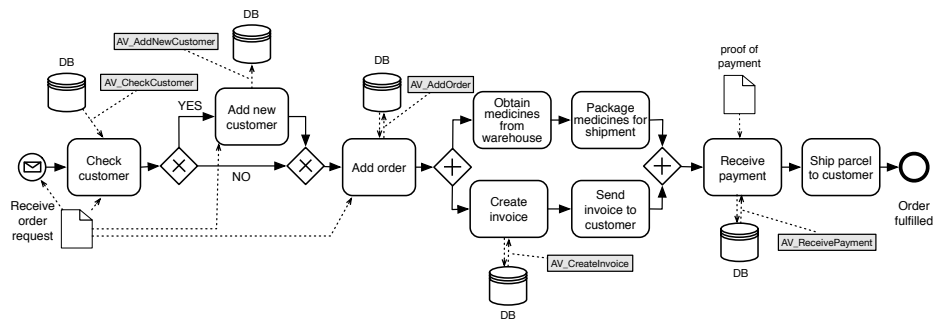 DB
AV_AddNewCustomer
DB
AV_CheckCustomer
DB
AV_AddOrder
proof of
payment
YES
Add new
customer
Obtain
medicines
from
warehouse
Package
medicines for
shipment
Check
customer
NO
Add order
Receive
payment
Ship parcel
to customer
Receive
order
request
Create
invoice
Send
invoice to
customer
Order
fulfilled
AV_ReceivePayment
AV_CreateInvoice
DB
DB